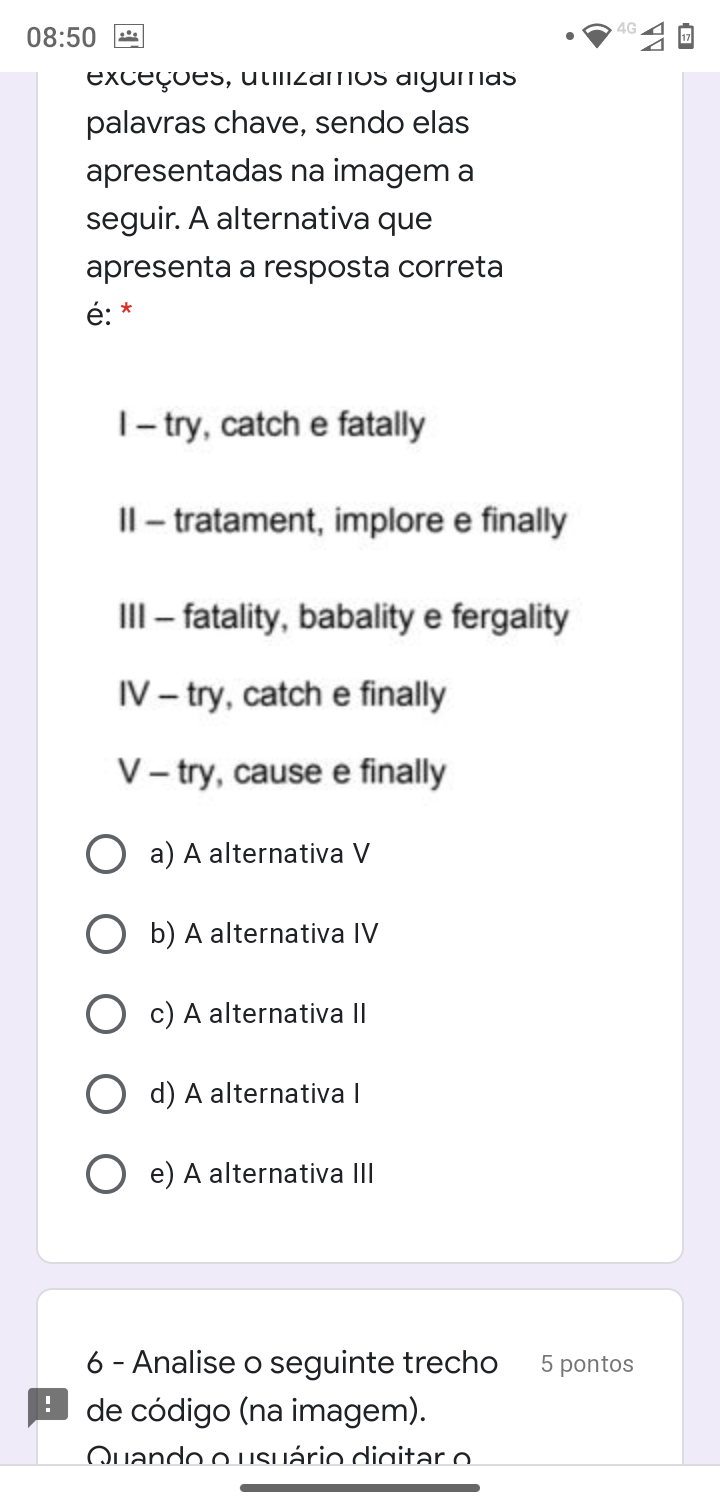 08:50
4G
17
exceções, utilizamos algumas
palavras chave, sendo elas
apresentadas na imagem a
seguir. A alternativa que
apresenta a resposta correta
é: *
I – try, catch e fatally
II – tratament, implore e finally
III – fatality, babality e fergality
IV – try, catch e finally
V – try, cause e finally
a) A alternativa V
b) A alternativa IV
c) A alternativa II
d) A alternativa I
e) A alternativa III
6 - Analise o seguinte trecho 5 pontos
de código (na imagem).
Quando o usuário digitar o